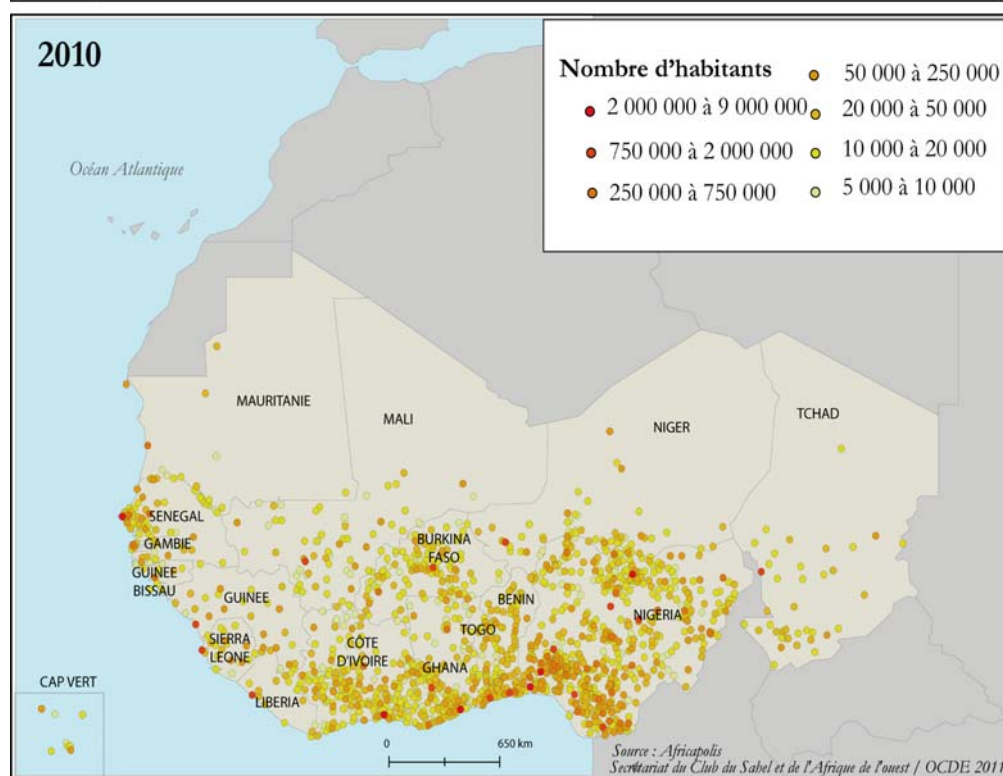 2010
Nombre d'habitants
2 000 000 à 9 000 000
750 000 à 2 000 000
250 000 à 750 000
50 000 à 250 000
20 000 à 50 000
10 000 à 20 000
5 000 à 10 000
Océan Atlantique
MAURITANIE
MALI
NIGER
TCHAD
SENEGAL
GAMBIE
GUINEE
BISSAU
GUINEE
SIERRA
LEONE
LIBERIA
CÔTE
D'IVOIRE
BURKINA
FASO
GHANA
TOGO
BENIN
NIGERIA
CAP VERT
0 650 km
Source : Africapolis
Secrétariat du Club du Sahel et de l'Afrique de l'ouest / OCDE 2011